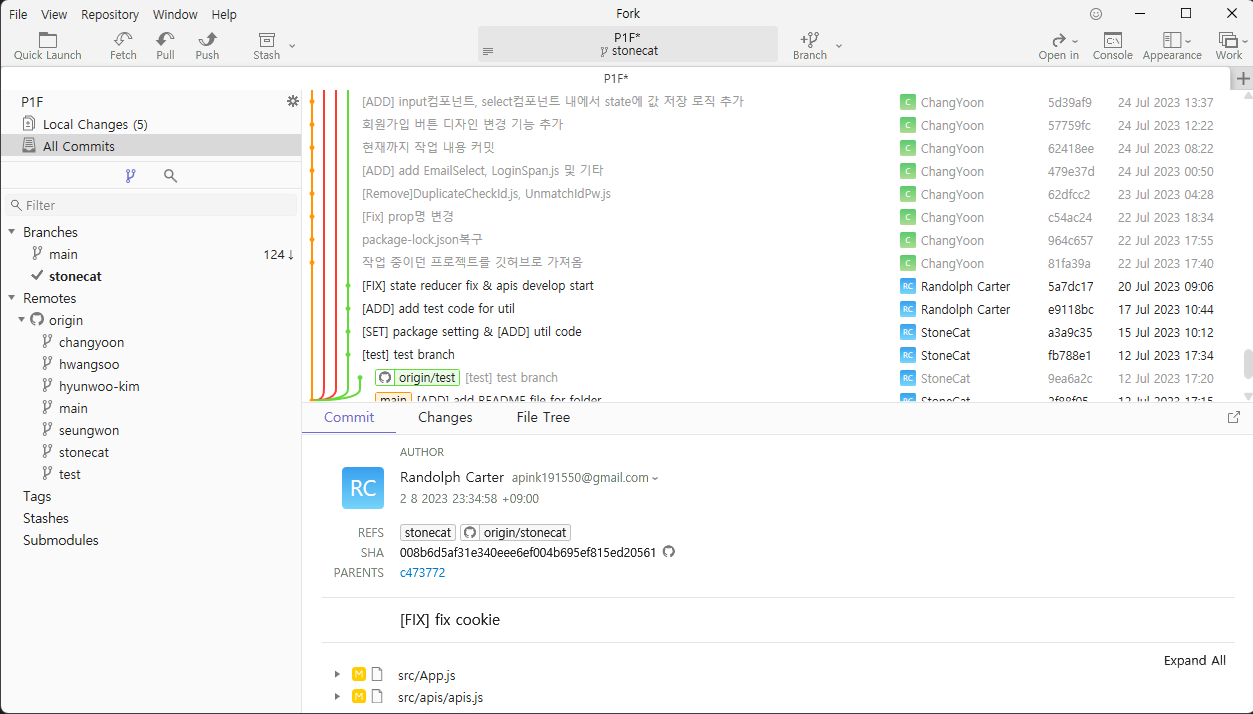 File View Repository Window Help
Fork
Quick Launch
Fetch
Pull
Push
Stash
P1F*
stonecat
Branch
Open in
Console
Appearance
Work
P1F*
P1F
Local Changes (5)
All Commits
Filter
Branches
main 124↓
stonecat
Remotes
origin
changyoon
hwangsoo
hyunwoo-kim
main
seungwon
stonecat
test
Tags
Stashes
Submodules
[ADD] input컴포넌트, select컴포넌트 내에서 state에 값 저장 로직 추가 C ChangYoon 5d39af9 24 Jul 2023 13:37
회원가입 버튼 디자인 변경 기능 추가 C ChangYoon 57759fc 24 Jul 2023 12:22
현재까지 작업 내용 커밋 C ChangYoon 62418ee 24 Jul 2023 08:22
[ADD] add EmailSelect, LoginSpan.js 및 기타 C ChangYoon 479e37d 24 Jul 2023 00:50
[Remove]DuplicateCheckId.js, UnmatchIdPw.js C ChangYoon 62dfcc2 23 Jul 2023 04:28
[Fix] prop명 변경 C ChangYoon c54ac24 22 Jul 2023 18:34
package-lock.json복구 C ChangYoon 964c657 22 Jul 2023 17:55
작업 중이던 프로젝트를 깃허브로 가져옴 C ChangYoon 81fa39a 22 Jul 2023 17:40
[FIX] state reducer fix & apis develop start RC Randolph Carter 5a7dc17 20 Jul 2023 09:06
[ADD] add test code for util RC Randolph Carter e9118bc 17 Jul 2023 10:44
[SET] package setting & [ADD] util code RC StoneCat a3a9c35 15 Jul 2023 10:12
[test] test branch RC StoneCat fb788e1 12 Jul 2023 17:34
origin/test [test] test branch RC StoneCat 9ea6a2c 12 Jul 2023 17:20
main [ADD] add README file for folder RC StoneCat 2f88f05 12 Jul 2023 17:15
Commit Changes File Tree
AUTHOR
RC
Randolph Carter apink191550@gmail.com
2 8 2023 23:34:58 +09:00
REFS stonecat origin/stonecat
SHA 008b6d5af31e340eee6ef004b695ef815ed20561
PARENTS c473772
[FIX] fix cookie
Expand All
M src/App.js
M src/apis/apis.js